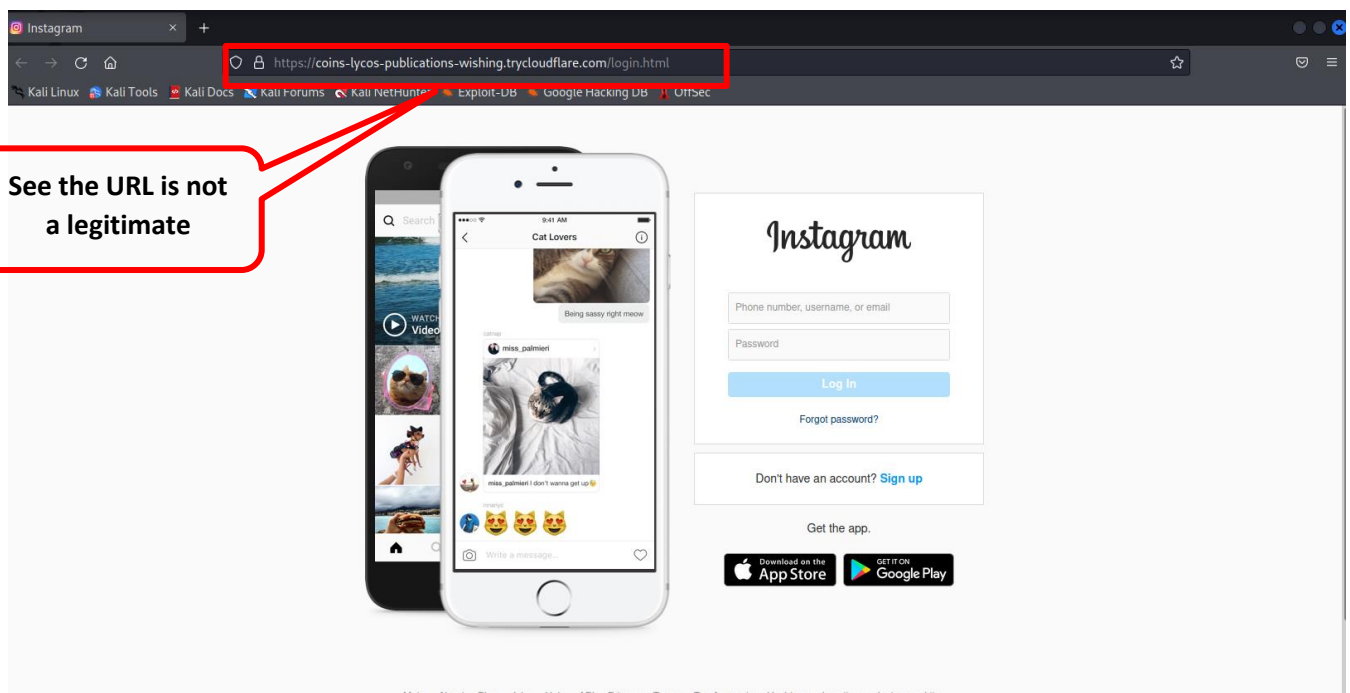 Instagram
https://coins-lycos-publications-wishing.trycloudflare.com/login.html
Kali Linux Kali Tools Kali Docs Kali Forums Kali NetHunter Exploit-DB Google Hacking DB OffSec
See the URL is not
a legitimate
Search
WATCH
Video
9:41 AM
Cat Lovers
Being sassy right meow
miss_palmieri
miss_palmieri I don't wanna get up
Write a message...
Instagram
Phone number, username, or email
Password
Log In
Forgot password?
Don't have an account? Sign up
Get the app.
Download on the
App Store
GET IT ON
Google Play